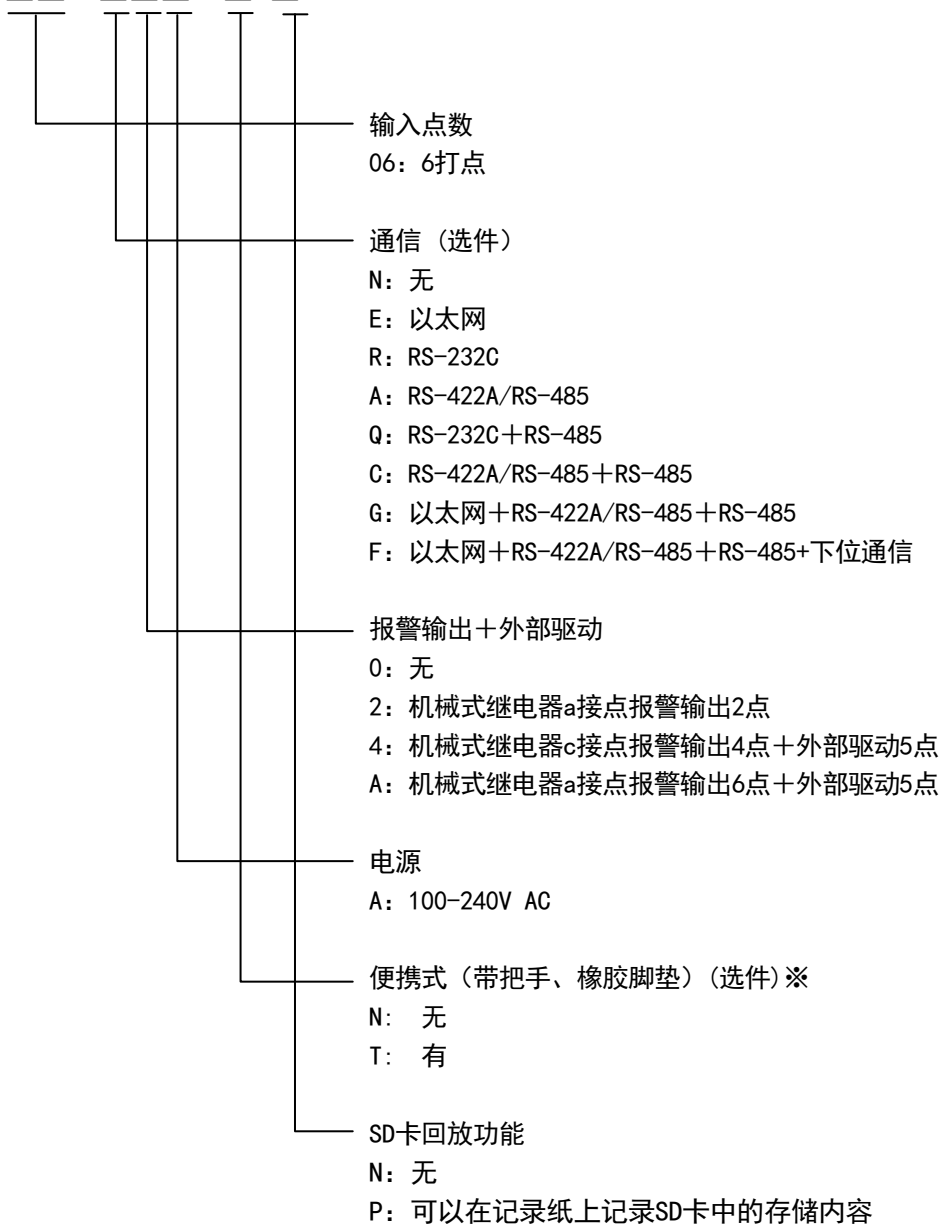 输入点数
06：6打点
通信（选件）
N：无
E：以太网
R：RS-232C
A：RS-422A/RS-485
Q：RS-232C＋RS-485
C：RS-422A/RS-485＋RS-485
G：以太网＋RS-422A/RS-485＋RS-485
F：以太网＋RS-422A/RS-485＋RS-485+下位通信
报警输出＋外部驱动
0：无
2：机械式继电器a接点报警输出2点
4：机械式继电器c接点报警输出4点＋外部驱动5点
A：机械式继电器a接点报警输出6点＋外部驱动5点
电源
A：100-240V AC
便携式（带把手、橡胶脚垫）(选件)※
N： 无
T： 有
SD卡回放功能
N：无
P：可以在记录纸上记录SD卡中的存储内容